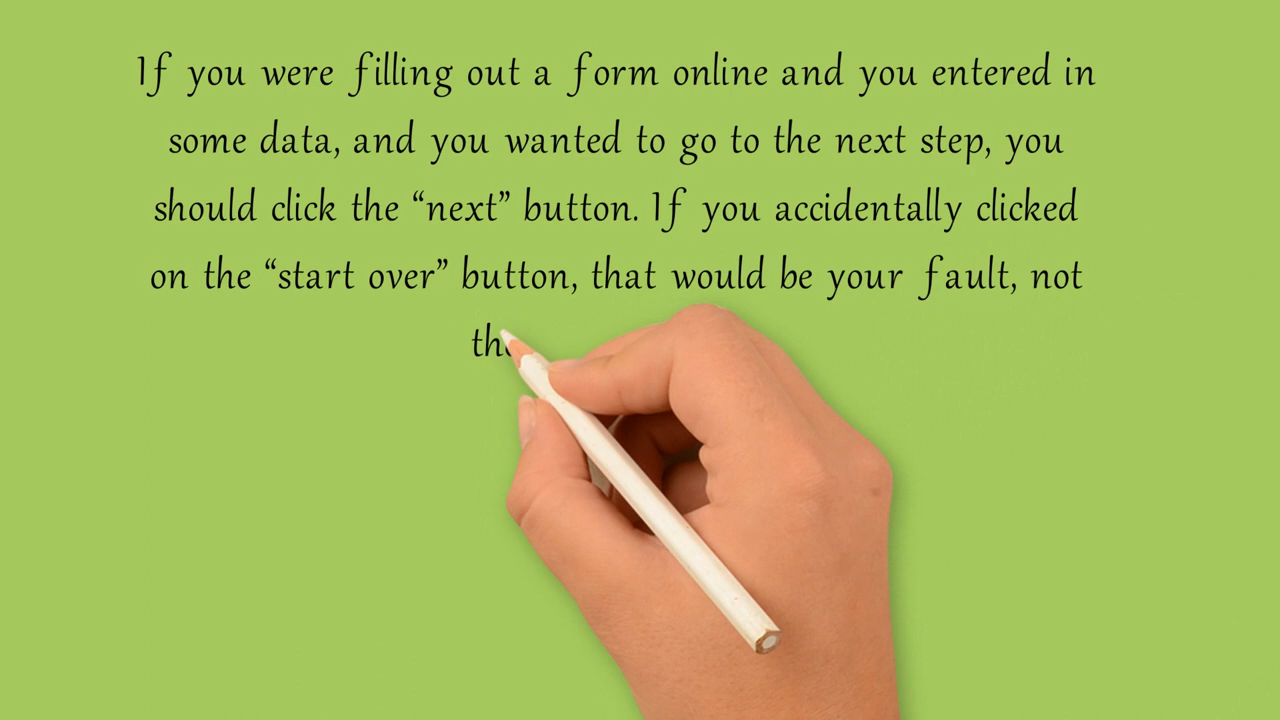 If you were filling out a form online and you entered in
some data, and you wanted to go to the next step, you
should click the “next” button. If you accidentally clicked
on the “start over” button, that would be your fault, not